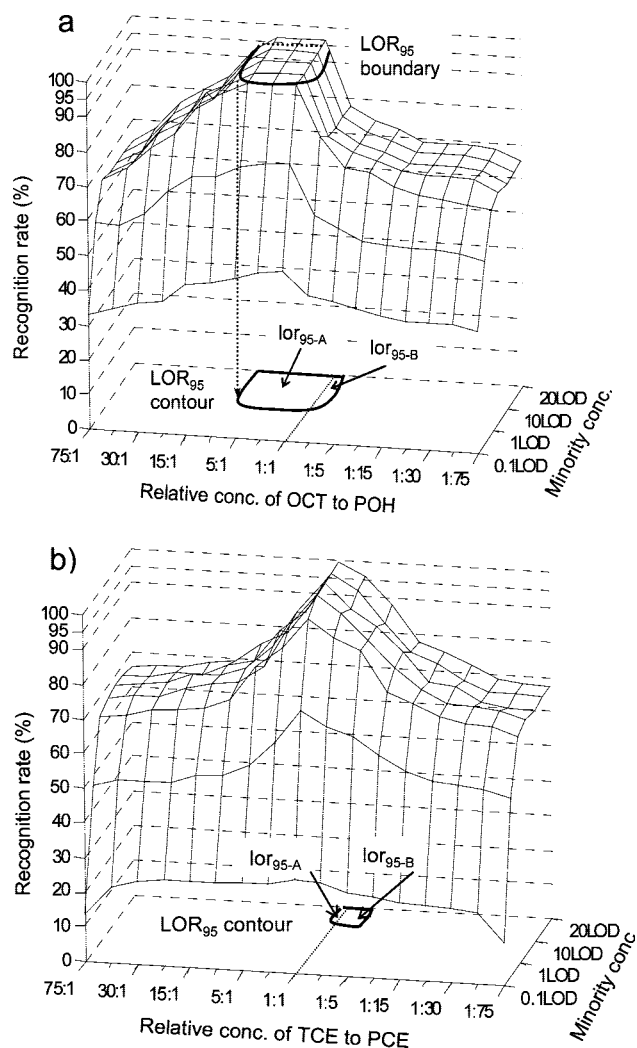 a
LOR95
boundary
100
95
90
80
70
60
50
40
30
20
10
0
Recognition rate (%)
lor95-A
lor95-B
LOR95
contour
20LOD
10LOD
1LOD
0.1LOD
Minority conc.
75:1
30:1
15:1
5:1
1:1
1:5
1:15
1:30
1:75
Relative conc. of OCT to POH
b)
100
95
90
80
70
60
50
40
30
20
10
0
Recognition rate (%)
lor95-A
lor95-B
LOR95 contour
20LOD
10LOD
1LOD
0.1LOD
Minority conc.
75:1
30:1
15:1
5:1
1:1
1:5
1:15
1:30
1:75
Relative conc. of TCE to PCE